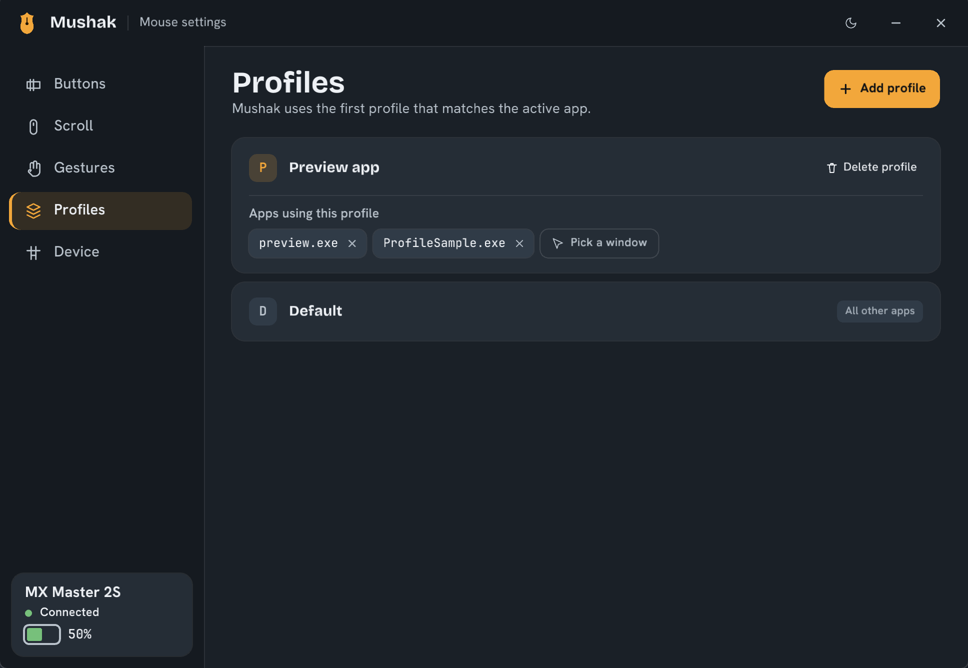 Mushak
Mouse settings
Buttons
Scroll
Gestures
Profiles
Device
Profiles
Mushak uses the first profile that matches the active app.
Add profile
P
Preview app
Delete profile
Apps using this profile
preview.exe
ProfileSample.exe
Pick a window
D
Default
All other apps
MX Master 2S
Connected
50%